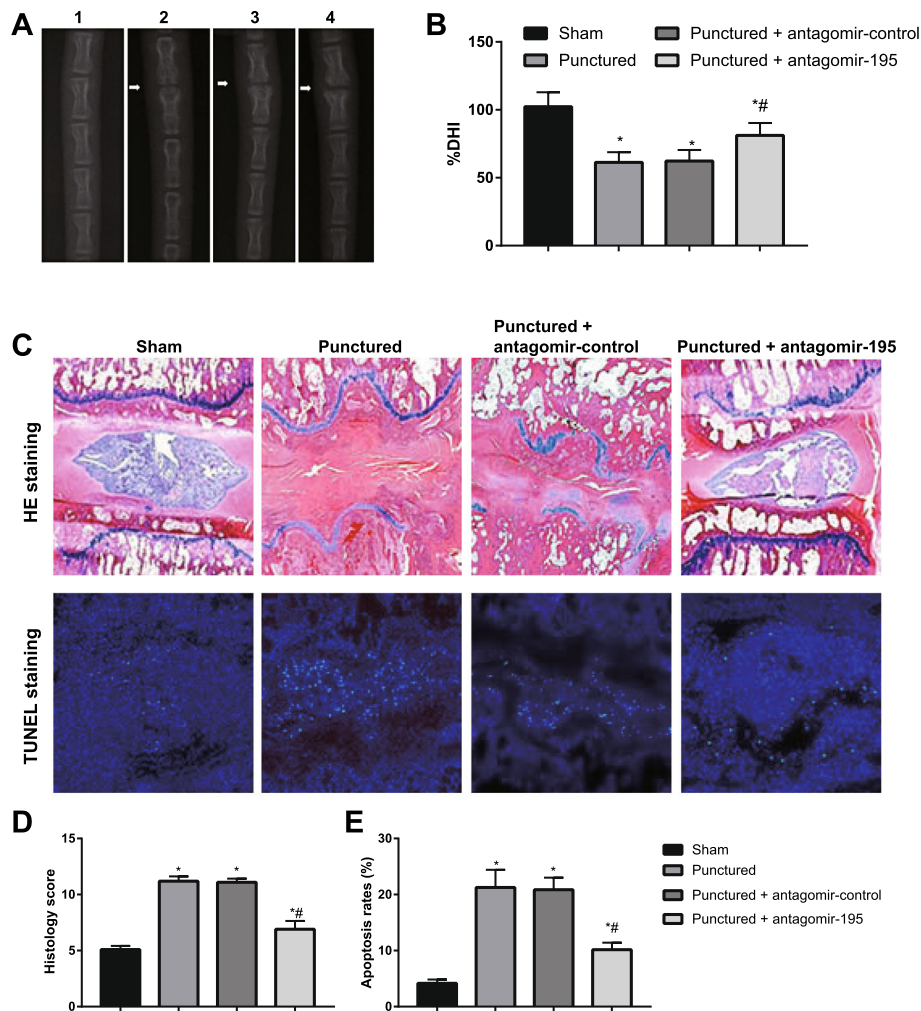 A
1 2 3 4
B
Sham
Punctured
Punctured + antagomir-control
Punctured + antagomir-195
150
100
50
0
%DHI
*
*
*#
C
Sham
Punctured
Punctured +
antagomir-control
Punctured + antagomir-195
HE staining
TUNEL staining
D
15
10
5
0
Histology score
*
*
*#
E
30
20
10
0
Apoptosis rates (%)
*
*
*#
Sham
Punctured
Punctured + antagomir-control
Punctured + antagomir-195